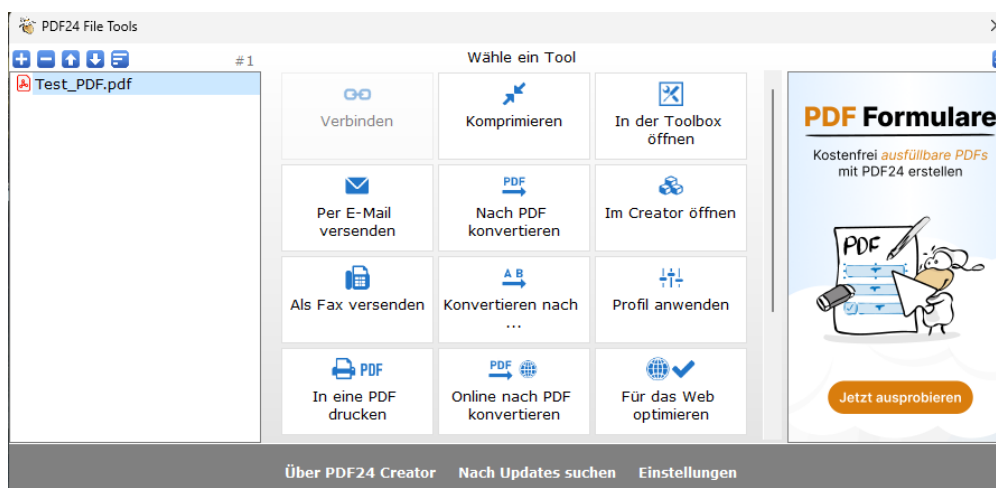 PDF24 File Tools
#1
Wähle ein Tool
Test_PDF.pdf
Verbinden
Komprimieren
In der Toolbox
öffnen
Per E-Mail
versenden
PDF
Nach PDF
konvertieren
Im Creator öffnen
Als Fax versenden
A B
Konvertieren nach
...
Profil anwenden
PDF
In eine PDF
drucken
PDF
Online nach PDF
konvertieren
Für das Web
optimieren
PDF Formulare
Kostenfrei ausfüllbare PDFs
mit PDF24 erstellen
PDF
Jetzt ausprobieren
Über PDF24 Creator
Nach Updates suchen
Einstellungen